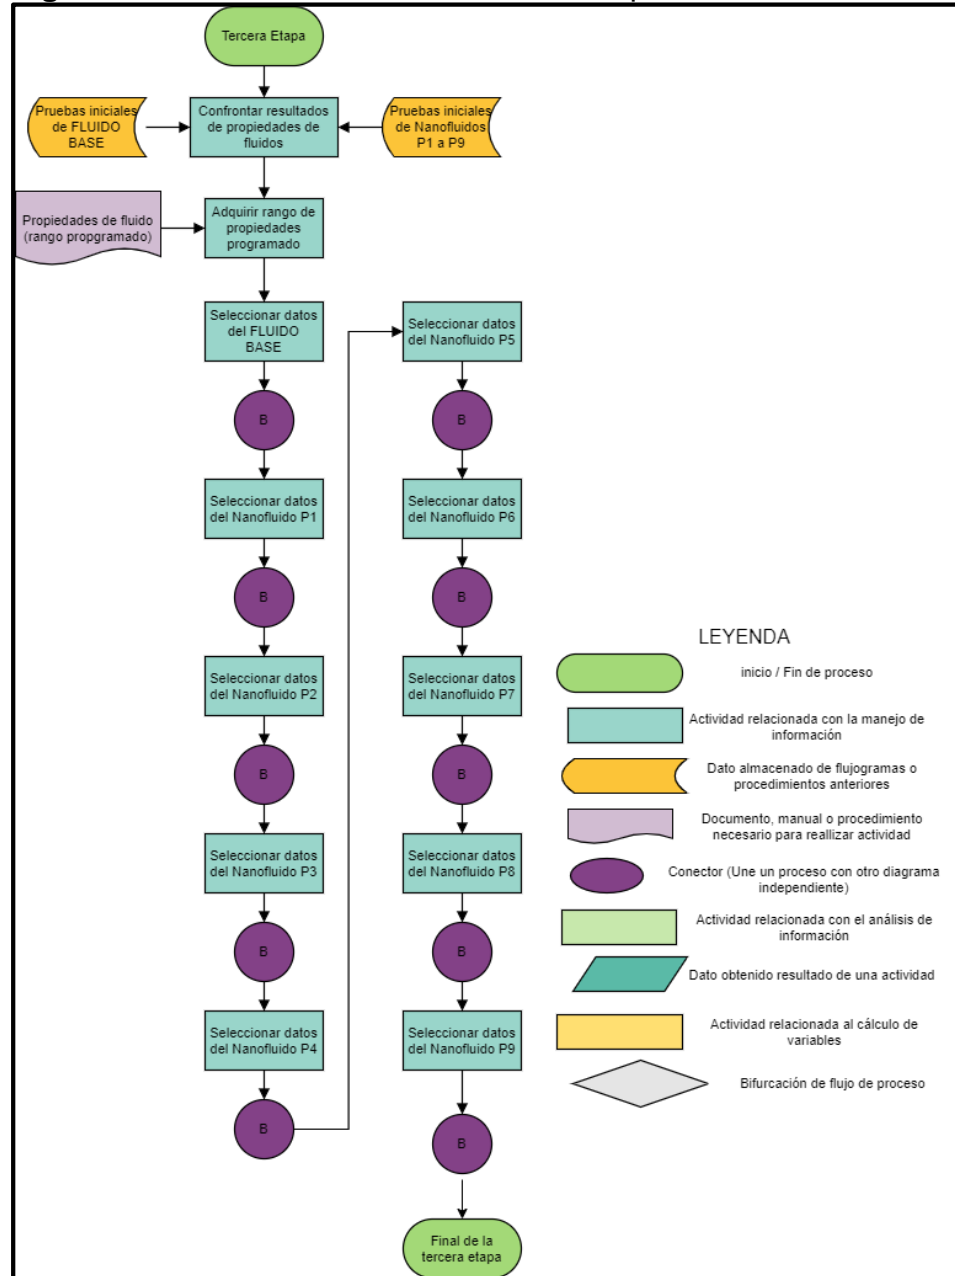 Tercera Etapa
Pruebas iniciales
de FLUIDO
BASE
Confrontar resultados
de propiedades de
fluidos
Pruebas iniciales
de Nanofluidos
P1 a P9
Propiedades de fluido
(rango propgramado)
Adquirir rango de
propiedades
programado
Seleccionar datos
del FLUIDO
BASE
B
Seleccionar datos
del Nanofluido P1
B
Seleccionar datos
del Nanofluido P2
B
Seleccionar datos
del Nanofluido P3
B
Seleccionar datos
del Nanofluido P4
B
Seleccionar datos
del Nanofluido P5
B
Seleccionar datos
del Nanofluido P6
B
Seleccionar datos
del Nanofluido P7
B
Seleccionar datos
del Nanofluido P8
B
Seleccionar datos
del Nanofluido P9
B
Final de la
tercera etapa
LEYENDA
inicio / Fin de proceso
Actividad relacionada con la manejo de
información
Dato almacenado de flujogramas o
procedimientos anteriores
Documento, manual o procedimiento
necesario para reallizar actividad
Conector (Une un proceso con otro diagrama
independiente)
Actividad relacionada con el análisis de
información
Dato obtenido resultado de una actividad
Actividad relacionada al cálculo de
variables
Bifurcación de flujo de proceso